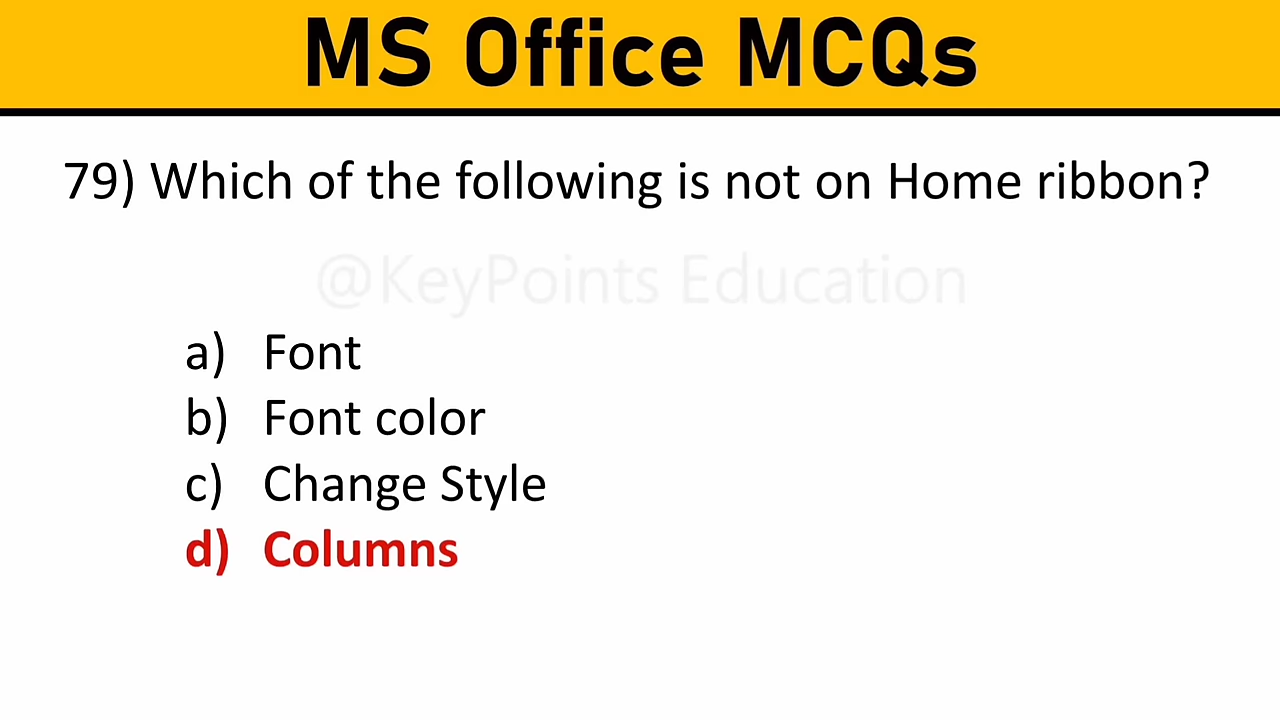 MS Office MCQs
79) Which of the following is not on Home ribbon?
@KeyPoints Education
a) Font
b) Font color
c) Change Style
d) Columns